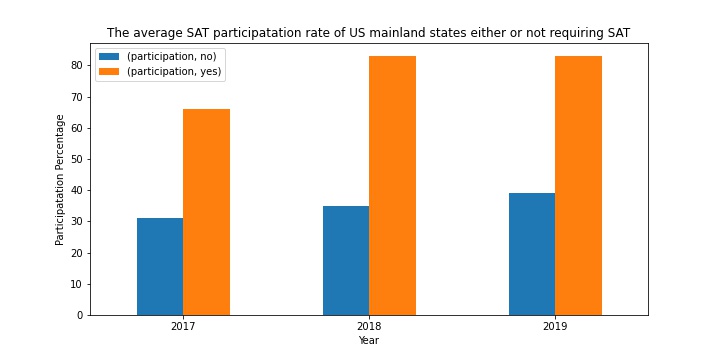 The average SAT participatation rate of US mainland states either or not requiring SAT
(participation, no)
(participation, yes)
Participatation Percentage
80
70
60
50
40
30
20
10
0
2017
2018
2019
Year